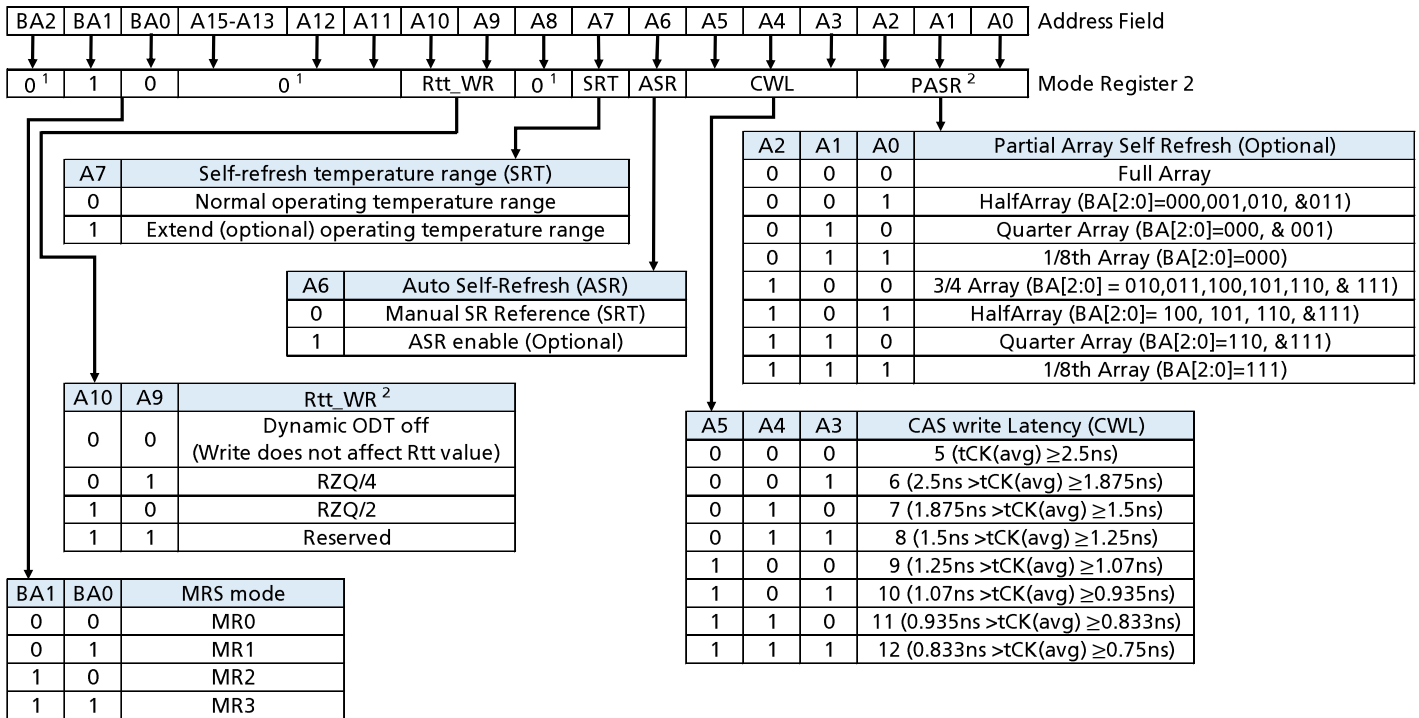 BA2 BA1 BA0 A15-A13 A12 A11 A10 A9 A8 A7 A6 A5 A4 A3 A2 A1 A0 Address Field
0 1 1 0 0 1 Rtt_WR 0 1 SRT ASR CWL PASR 2 Mode Register 2
A7 Self-refresh temperature range (SRT)
0 Normal operating temperature range
1 Extend (optional) operating temperature range
A2 A1 A0 Partial Array Self Refresh (Optional)
0 0 0 Full Array
0 0 1 HalfArray (BA[2:0]=000,001,010, &011)
0 1 0 Quarter Array (BA[2:0]=000, & 001)
0 1 1 1/8th Array (BA[2:0]=000)
1 0 0 3/4 Array (BA[2:0] = 010,011,100,101,110, & 111)
1 0 1 HalfArray (BA[2:0]= 100, 101, 110, &111)
1 1 0 Quarter Array (BA[2:0]=110, &111)
1 1 1 1/8th Array (BA[2:0]=111)
A6 Auto Self-Refresh (ASR)
0 Manual SR Reference (SRT)
1 ASR enable (Optional)
A10 A9 Rtt_WR 2
0 0 Dynamic ODT off
(Write does not affect Rtt value)
0 1 RZQ/4
1 0 RZQ/2
1 1 Reserved
A5 A4 A3 CAS write Latency (CWL)
0 0 0 5 (tCK(avg) ≥2.5ns)
0 0 1 6 (2.5ns >tCK(avg) ≥1.875ns)
0 1 0 7 (1.875ns >tCK(avg) ≥1.5ns)
0 1 1 8 (1.5ns >tCK(avg) ≥1.25ns)
1 0 0 9 (1.25ns >tCK(avg) ≥1.07ns)
1 0 1 10 (1.07ns >tCK(avg) ≥0.935ns)
1 1 0 11 (0.935ns >tCK(avg) ≥0.833ns)
1 1 1 12 (0.833ns >tCK(avg) ≥0.75ns)
BA1 BA0 MRS mode
0 0 MR0
0 1 MR1
1 0 MR2
1 1 MR3